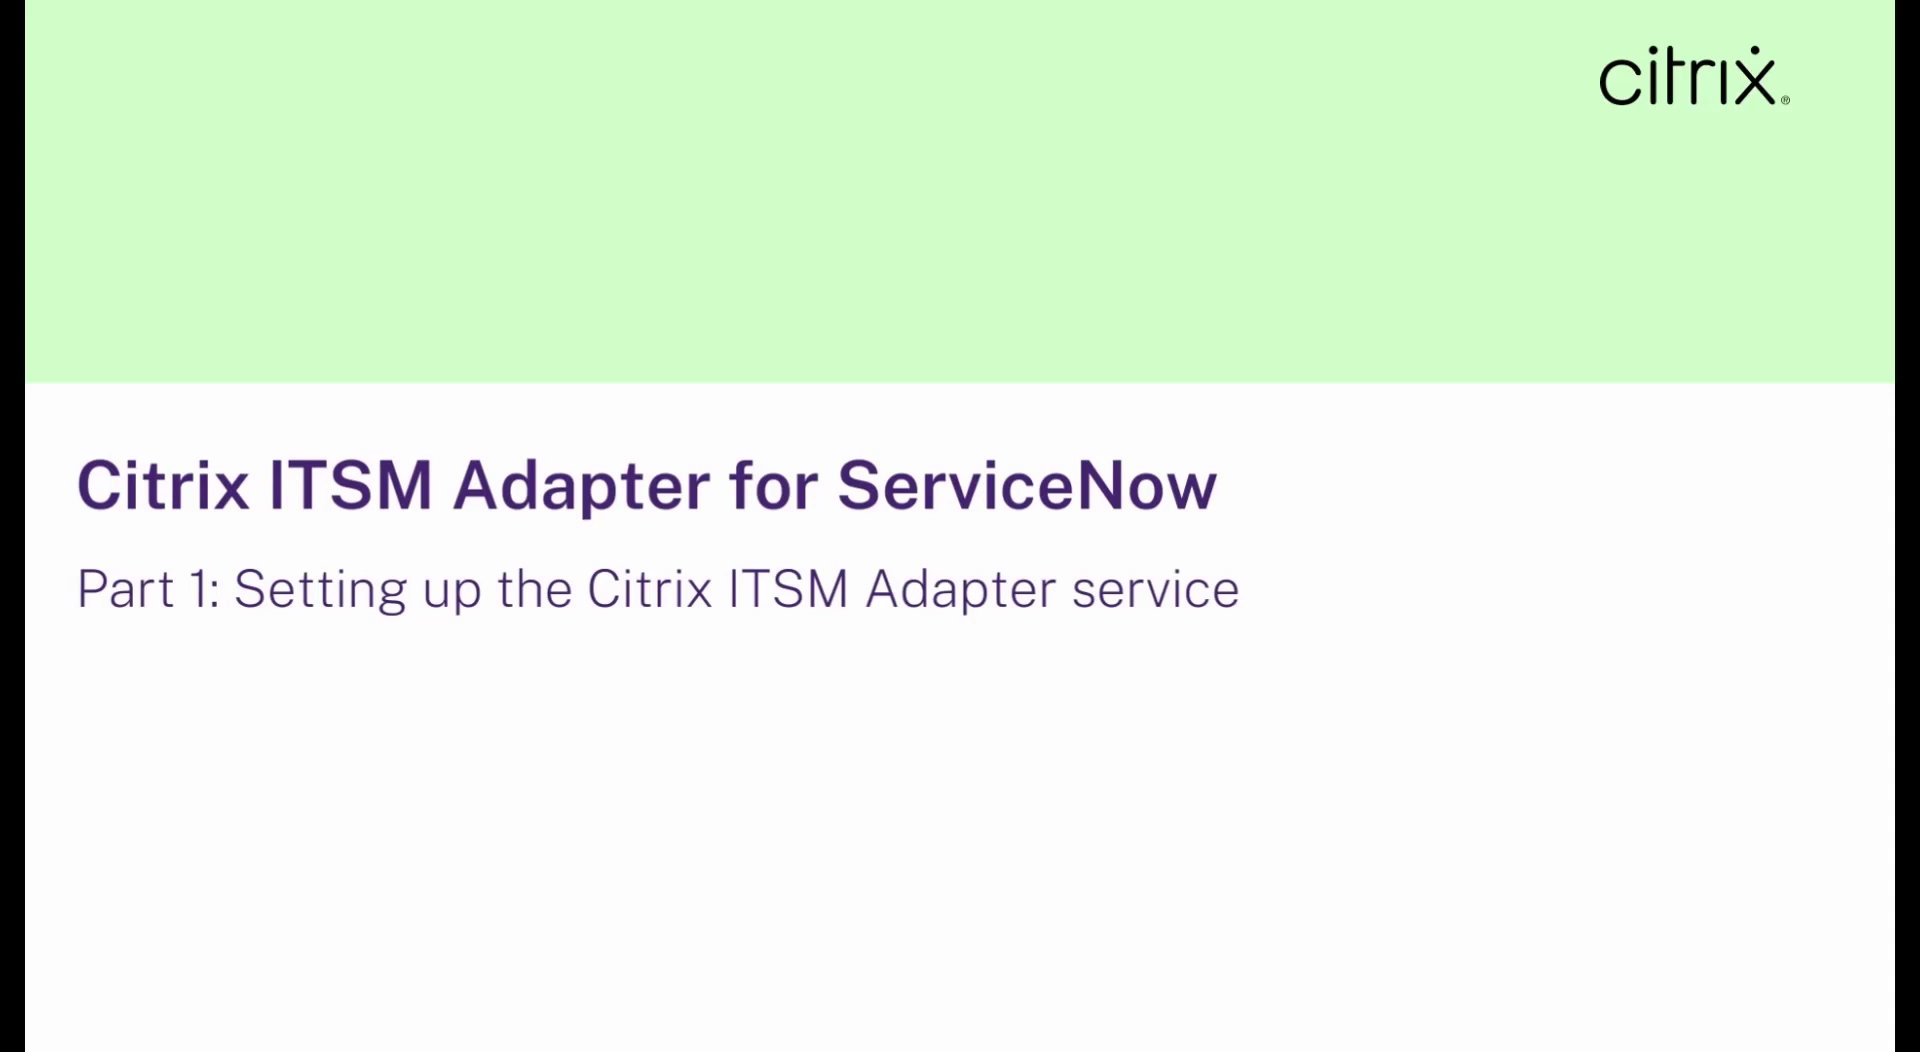 citrix®
Citrix ITSM Adapter for ServiceNow
Part 1: Setting up the Citrix ITSM Adapter service